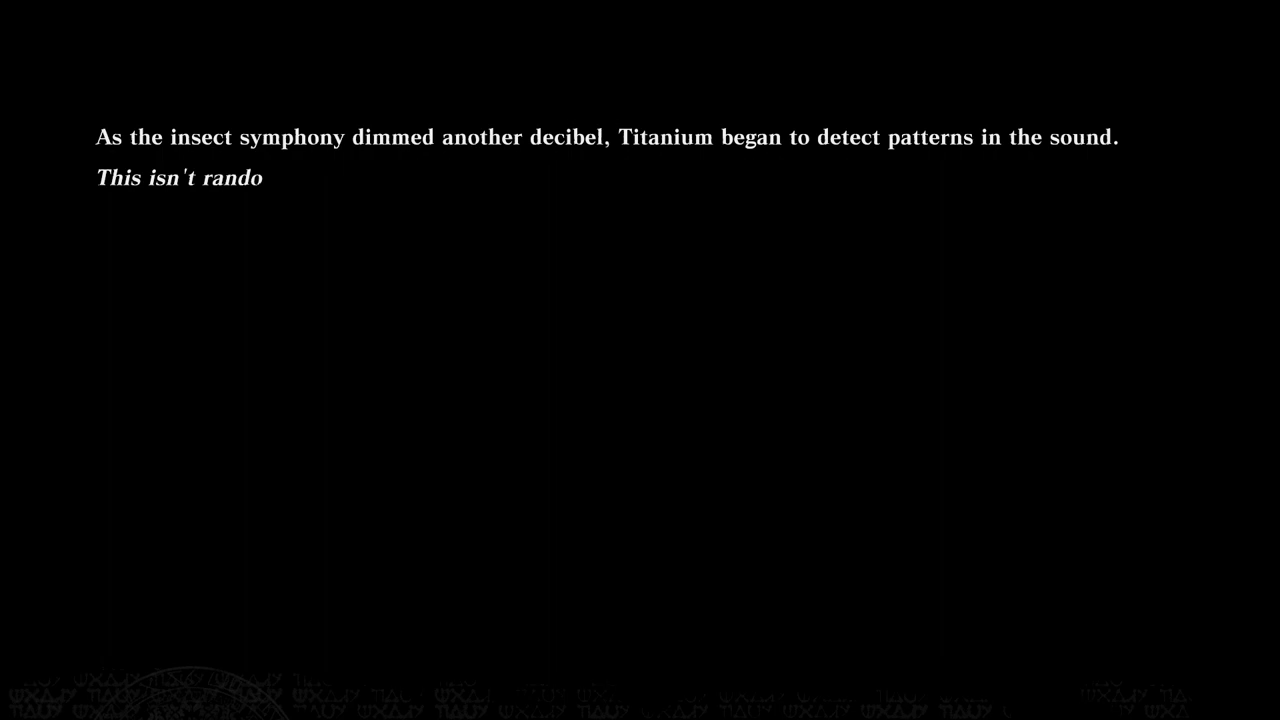 As the insect symphony dimmed another decibel, Titanium began to detect patterns in the sound.
This isn't rando